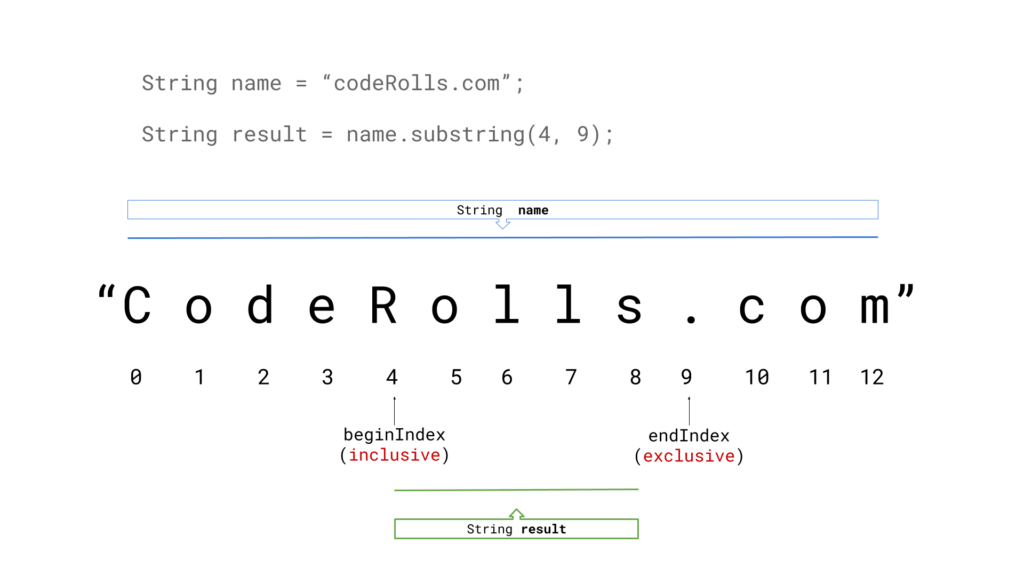 String name = “codeRolls.com”;
String result = name.substring(4, 9);
String name
“C o d e R o l l s . c o m”
0 1 2 3 4 5 6 7 8 9 10 11 12
beginIndex endIndex
(inclusive) (exclusive)
String result